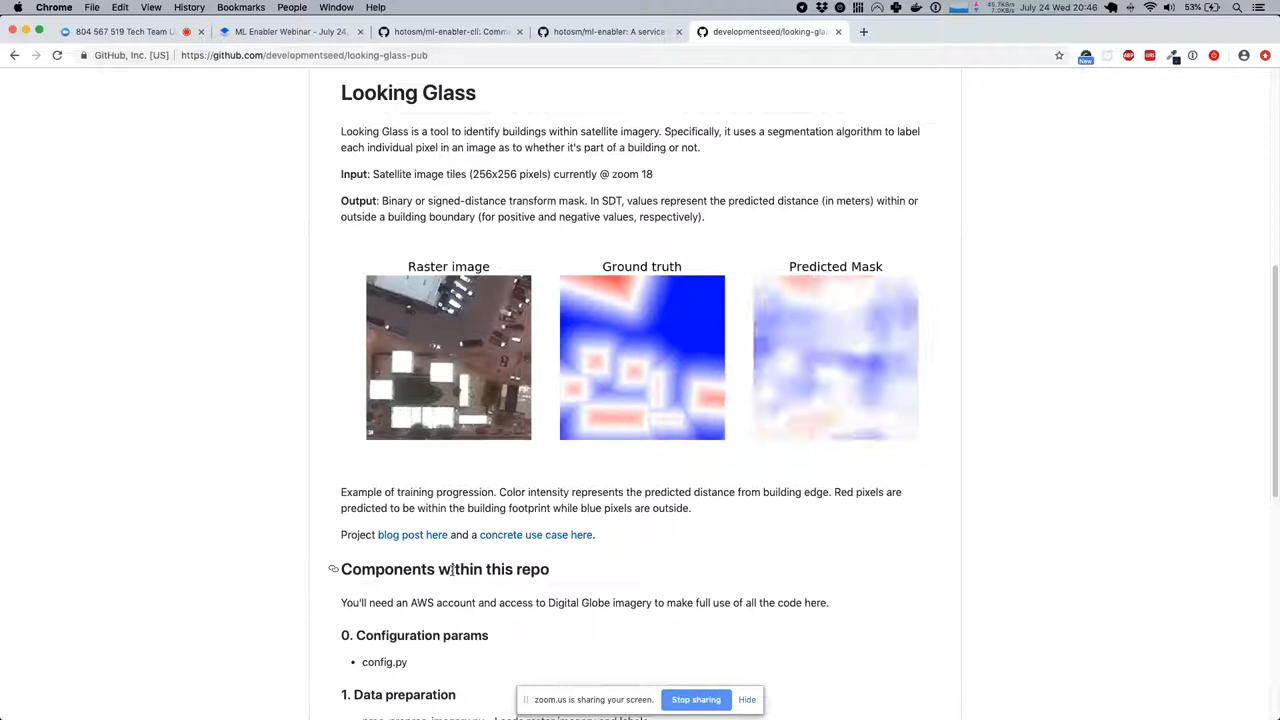 Chrome File Edit View History Bookmarks People Window Help
45.7KB/s
July 24 Wed 20:46
53%
804 567 519 Tech Team U
ML Enabler Webinar - July 24,
hotosm/ml-enabler-cli: Comm
hotosm/ml-enabler: A service
developmentseed/looking-glas
GitHub, Inc. [US] https://github.com/developmentseed/looking-glass-pub
New
Looking Glass
Looking Glass is a tool to identify buildings within satellite imagery. Specifically, it uses a segmentation algorithm to label
each individual pixel in an image as to whether it's part of a building or not.
Input: Satellite image tiles (256x256 pixels) currently @ zoom 18
Output: Binary or signed-distance transform mask. In SDT, values represent the predicted distance (in meters) within or
outside a building boundary (for positive and negative values, respectively).
Raster image Ground truth Predicted Mask
Example of training progression. Color intensity represents the predicted distance from building edge. Red pixels are
predicted to be within the building footprint while blue pixels are outside.
Project blog post here and a concrete use case here.
Components within this repo
You'll need an AWS account and access to Digital Globe imagery to make full use of all the code here.
0. Configuration params
• config.py
1. Data preparation
zoom.us is sharing your screen. Stop sharing Hide